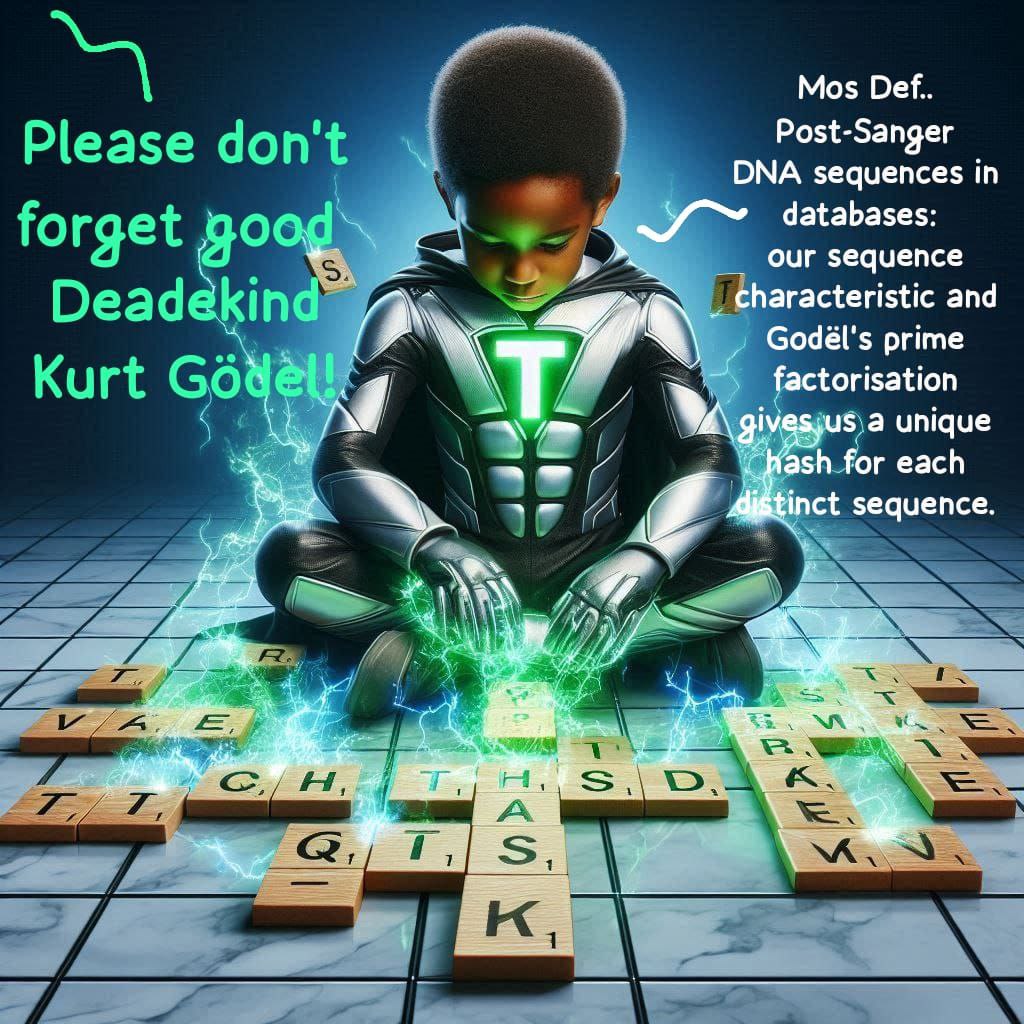 Please don't
forget good
Deadekind
Kurt Gödel!
Mos Def..
Post-Sanger
DNA sequences in
databases:
our sequence
characteristic and
Godël's prime
factorisation
gives us a unique
hash for each
distinct sequence.
S
T
T
T
R
V A E
T T C H T H S D
T
A
Q T S
K
R
K
E
T
E